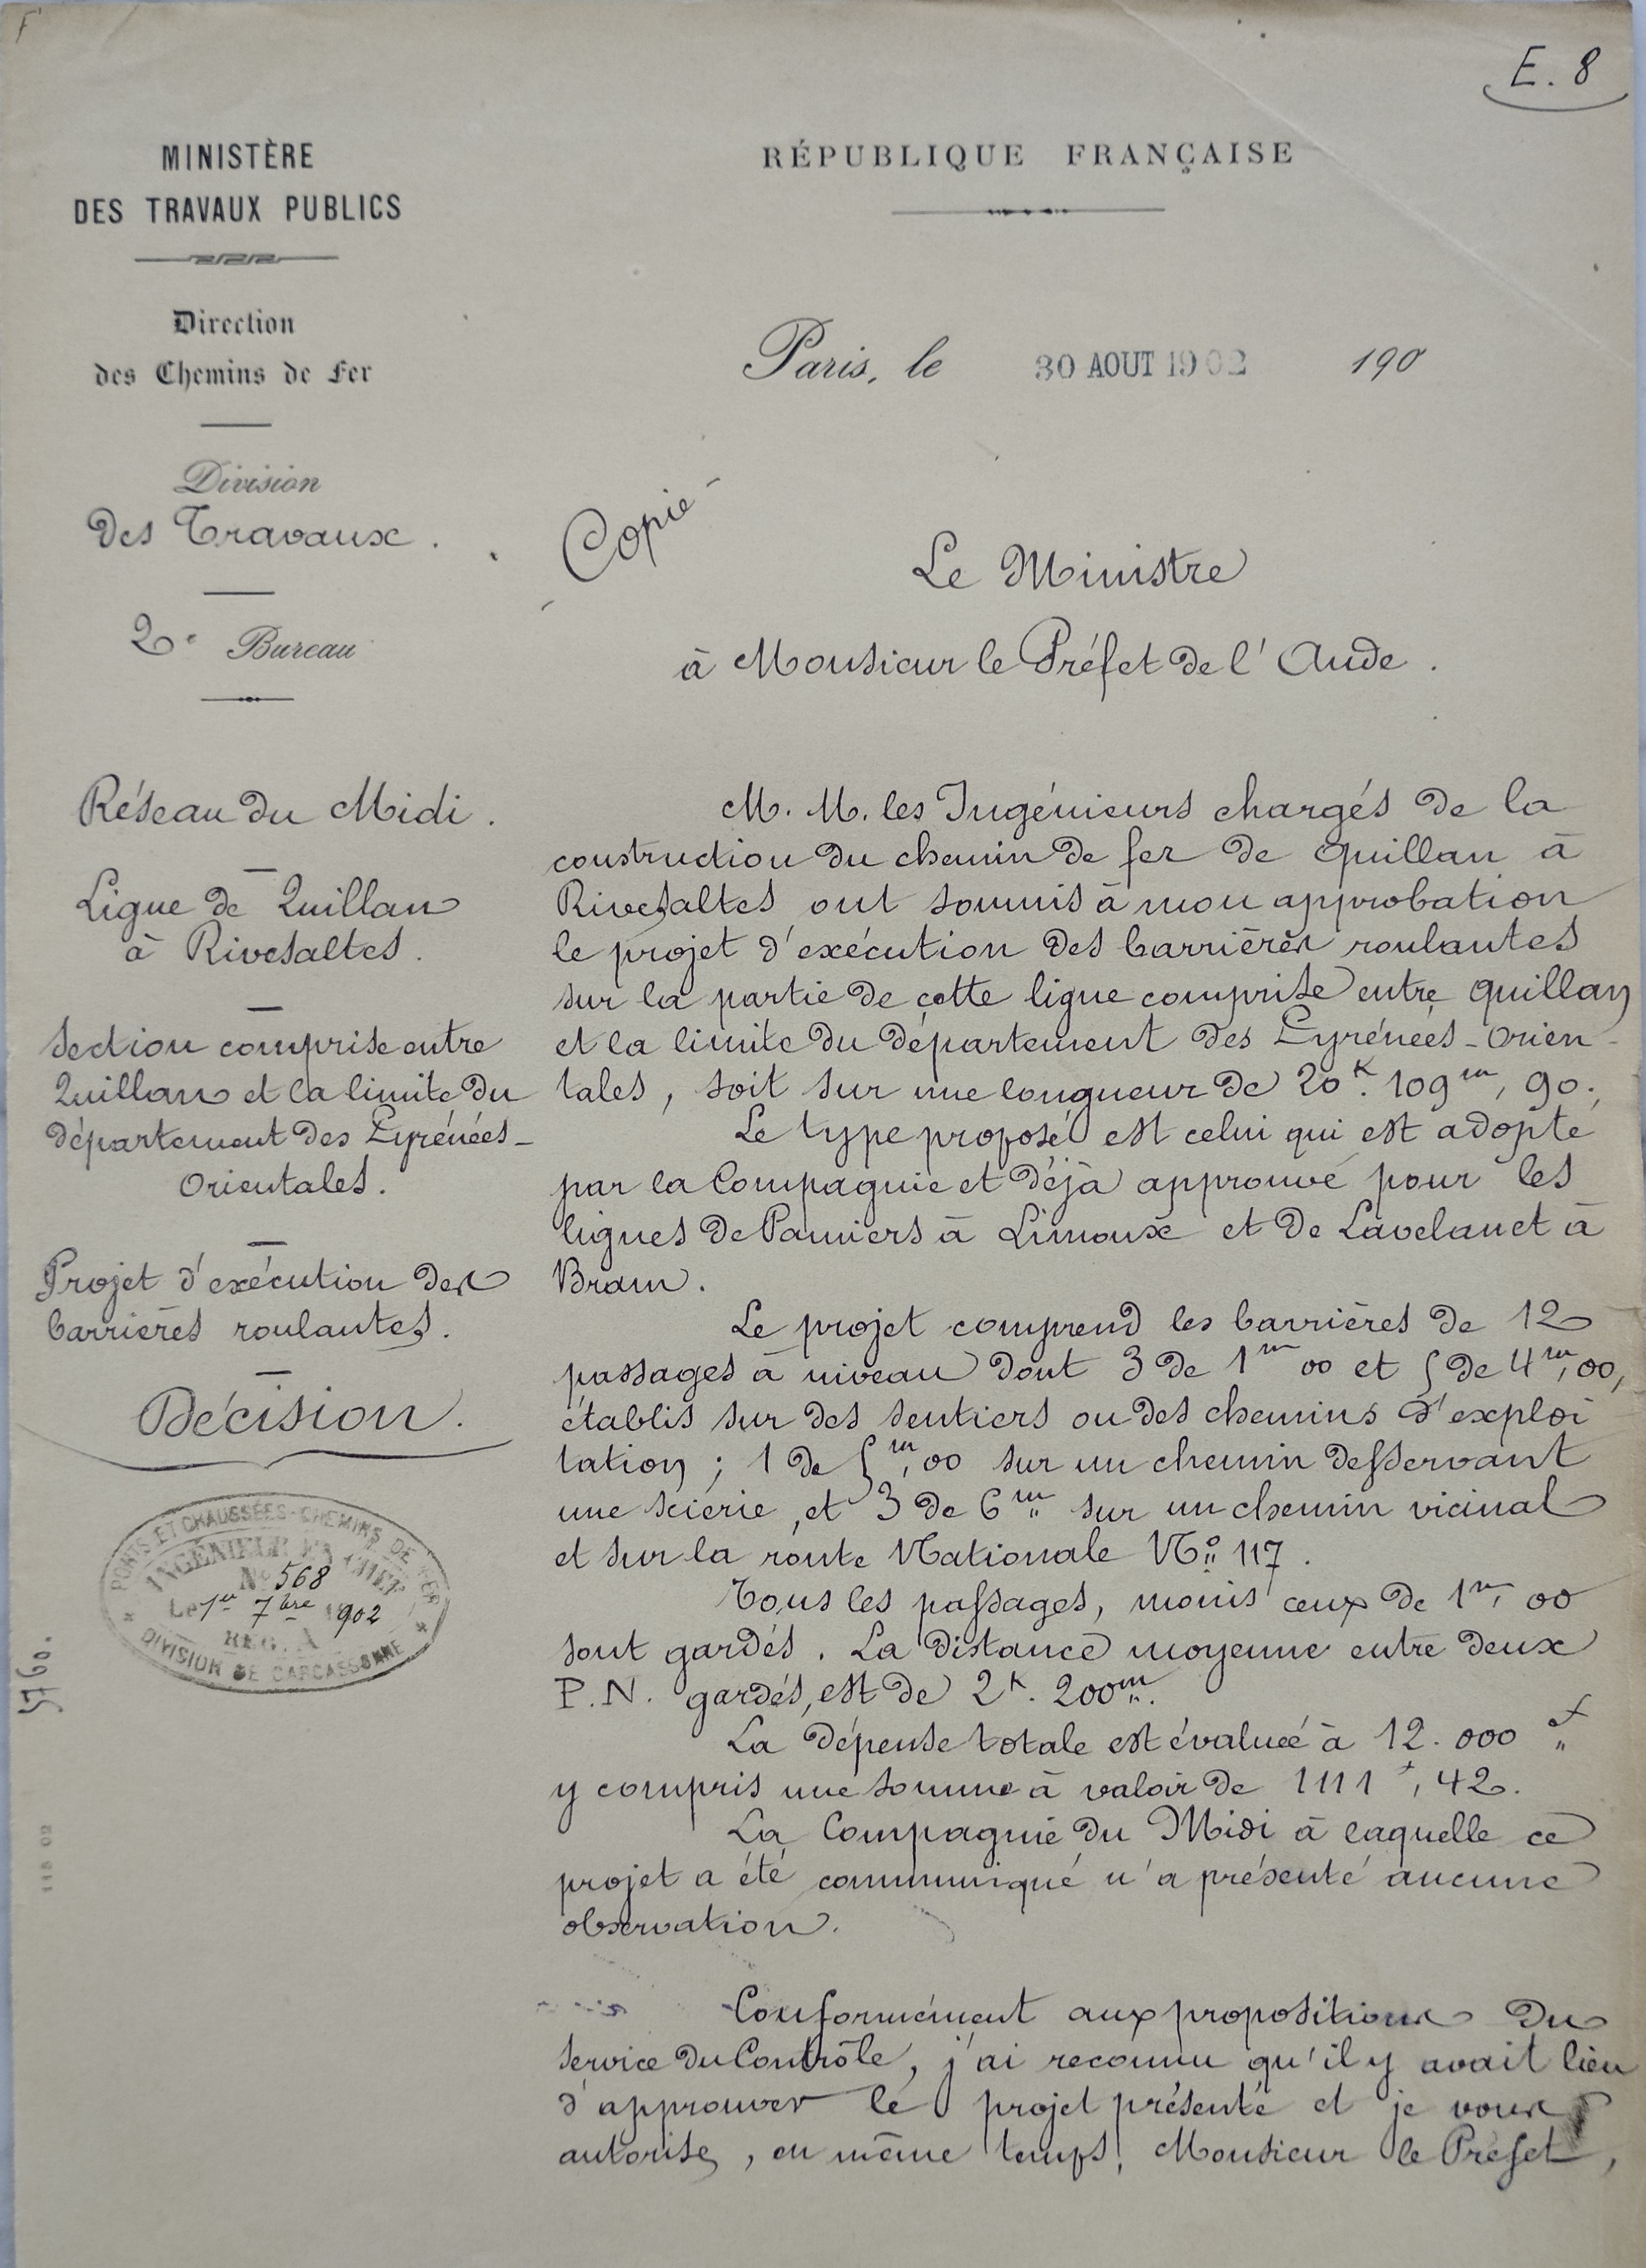 E. 8
MINISTÈRE
DES TRAVAUX PUBLICS
Direction
des Chemins de Fer
Division
des Travaux.
2e Bureau
Réseau du Midi.
Ligne de Quillan
à Rivesaltes.
Section comprise entre
Quillan et la limite du
département des Pyrénées-
Orientales.
Projet d'exécution des
barrières roulantes.
Décision.
PONTS ET CHAUSSÉES - CHEMINS DE FER
INGÉNIEUR EN CHEF
No 568
Le 1er 7bre 1902
REG. A
DIVISION DE CARCASSONNE
RÉPUBLIQUE FRANÇAISE
Paris, le 30 AOUT 1902 190
Copie
Le Ministre
à Monsieur le Préfet de l'Aude.
M. M. les Ingénieurs chargés de la
construction du chemin de fer de Quillan à
Rivesaltes ont soumis à mon approbation
le projet d'exécution des barrières roulantes
sur la partie de cette ligne comprise entre Quillan
et la limite du département des Pyrénées-Orien-
tales, soit sur une longueur de 20K. 109m, 90.
Le type proposé est celui qui est adopté
par la Compagnie et déjà approuvé pour les
lignes de Pamiers à Limoux et de Lavelanet à
Bram.
Le projet comprend les barrières de 12
passages à niveau dont 3 de 1m 00 et 5 de 4m,00,
établis sur des sentiers ou des chemins d'exploi
tation; 1 de 5m,00 sur un chemin desservant
une scierie, et 3 de 6m" sur un chemin vicinal
et sur la route Nationale No 117.
Tous les passages, moins ceux de 1m,00
sont gardés. La distance moyenne entre deux
P.N. gardés, est de 2K. 200m.
La dépense totale est évaluée à 12.000f"
y compris une somme à valoir de 1111f,42.
La Compagnie du Midi à laquelle ce
projet a été communiqué n'a présenté aucune
observation.
Conformément aux propositions du
Service du Contrôle, j'ai reconnu qu'il y avait lieu
d'approuver le projet présenté et je vous
autorise, en même temps, Monsieur le Préfet,